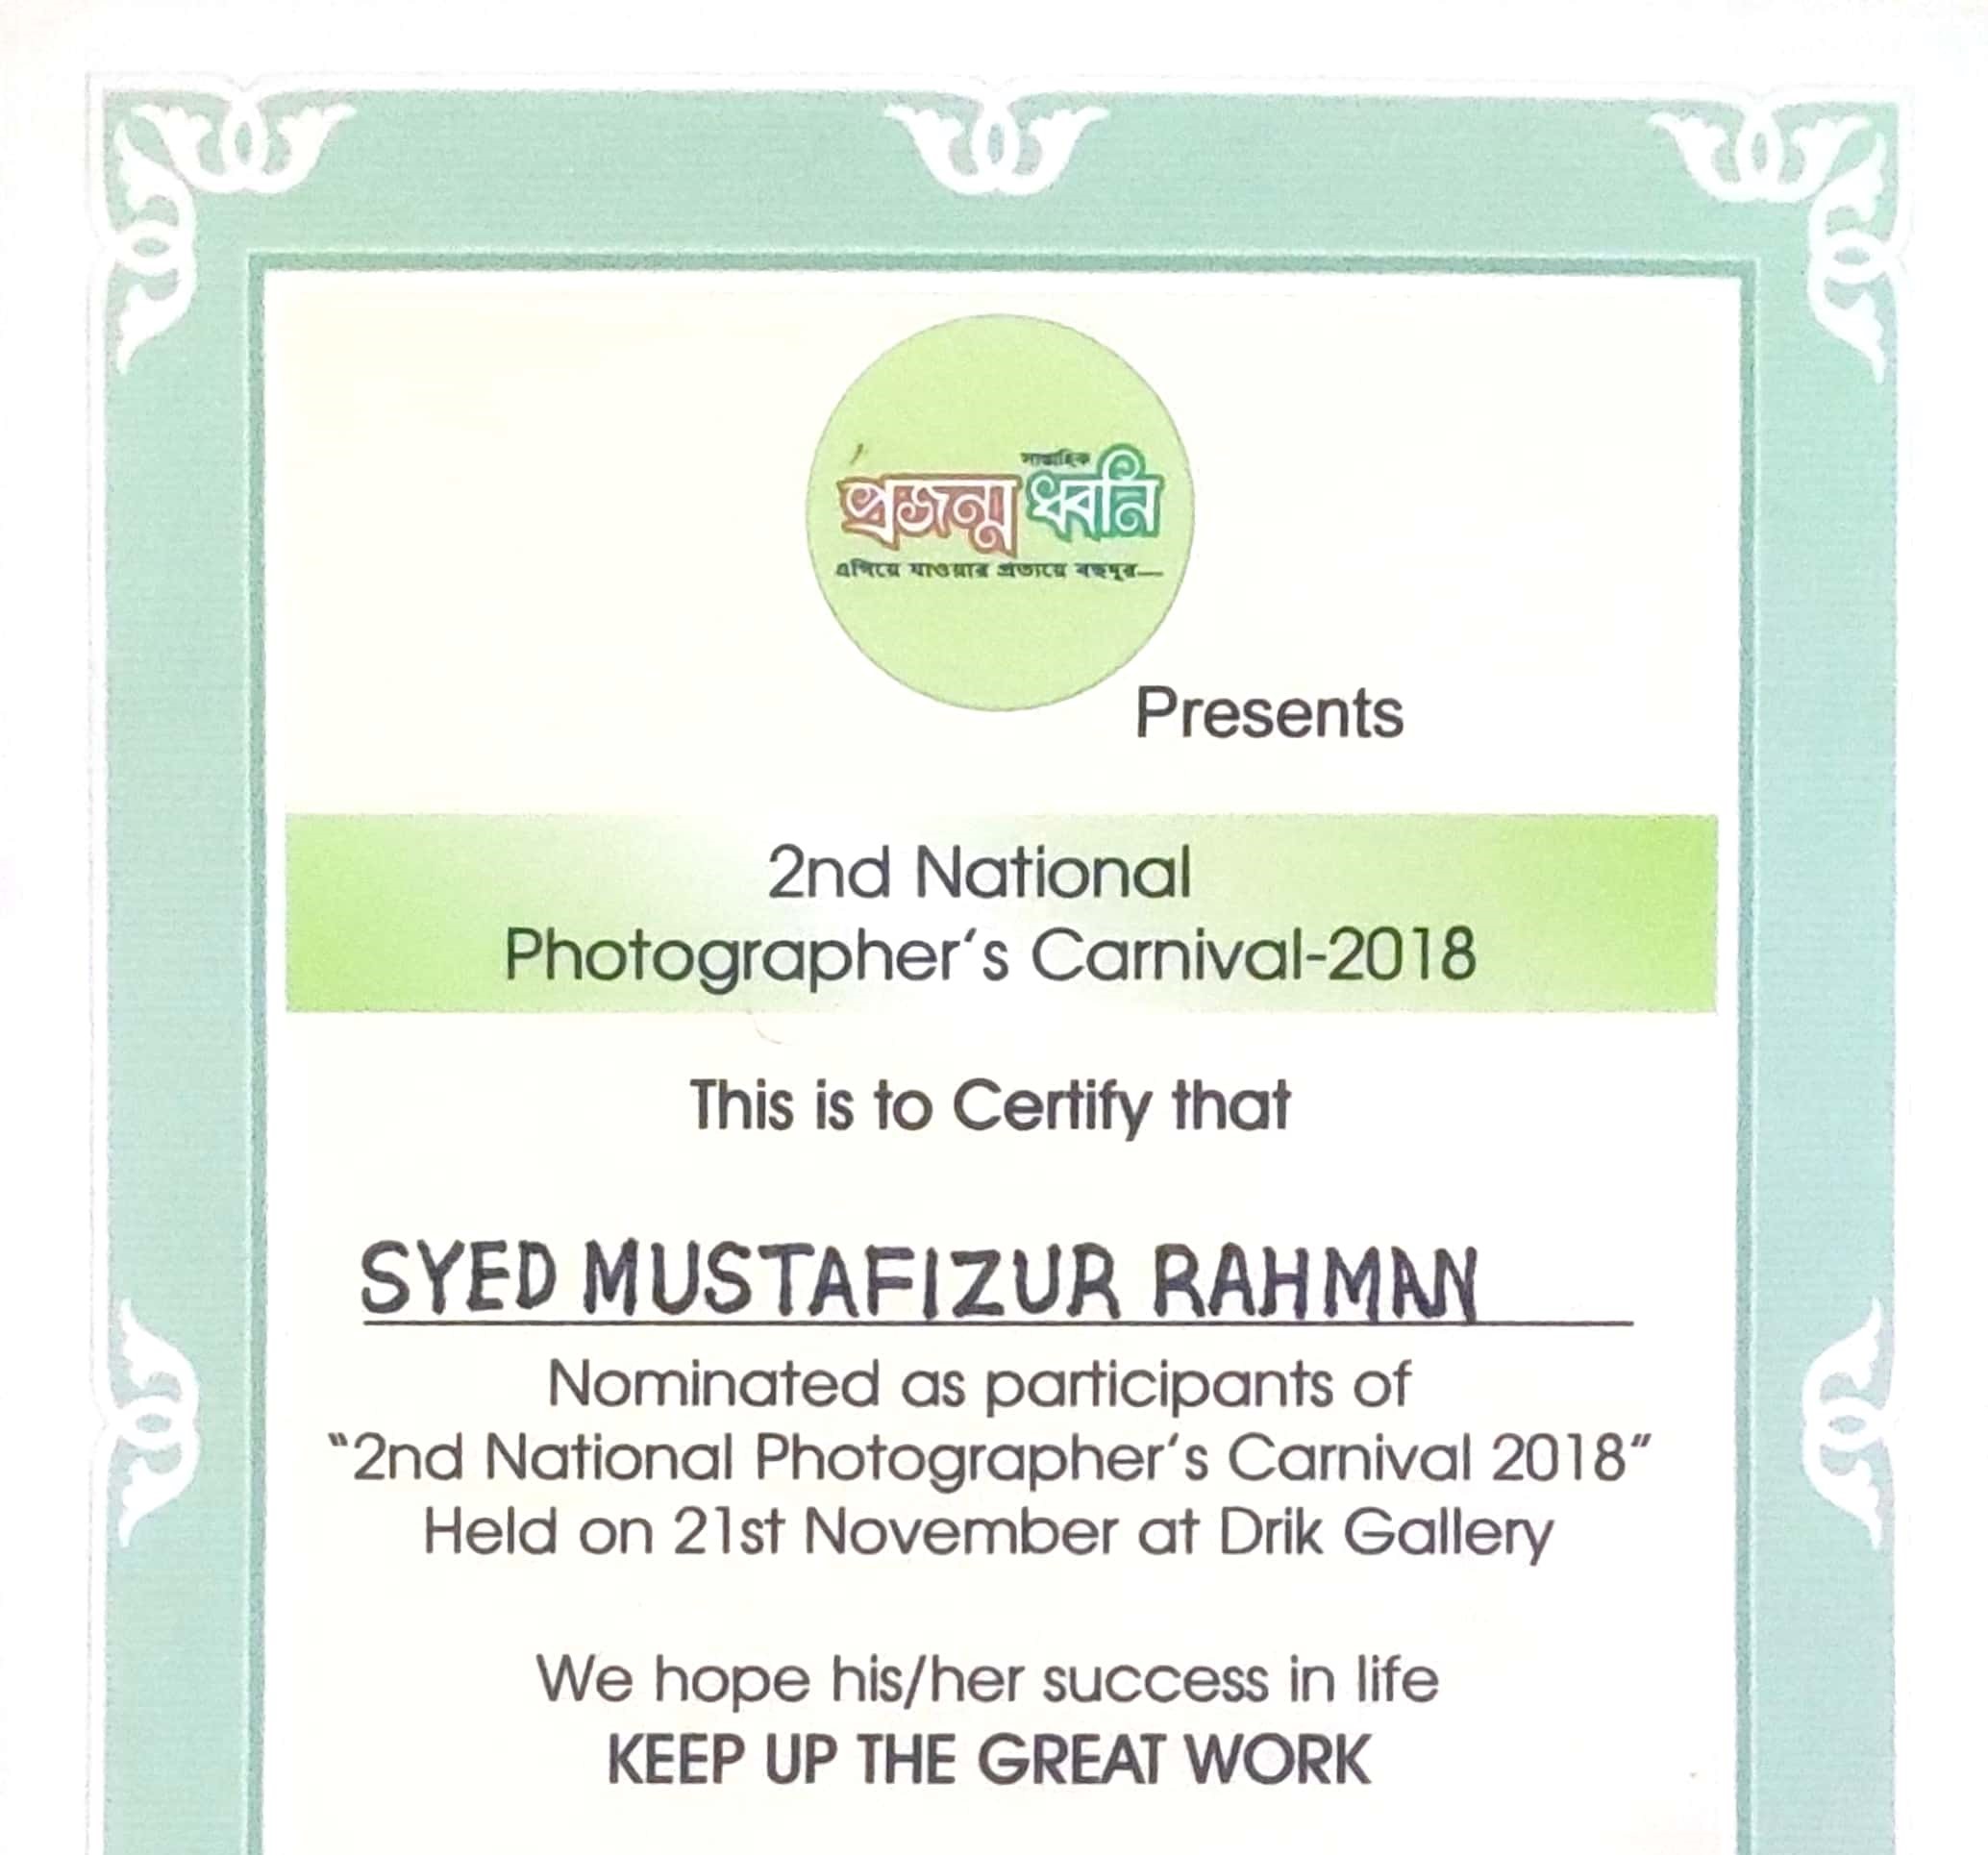 সাপ্তাহিক
প্রজন্ম ধ্বনি
এগিয়ে যাওয়ার প্রত্যয়ে বহুদূর—
Presents
2nd National
Photographer‘s Carnival-2018
This is to Certify that
SYED MUSTAFIZUR RAHMAN
Nominated as participants of
"2nd National Photographer‘s Carnival 2018"
Held on 21st November at Drik Gallery
We hope his/her success in life
KEEP UP THE GREAT WORK